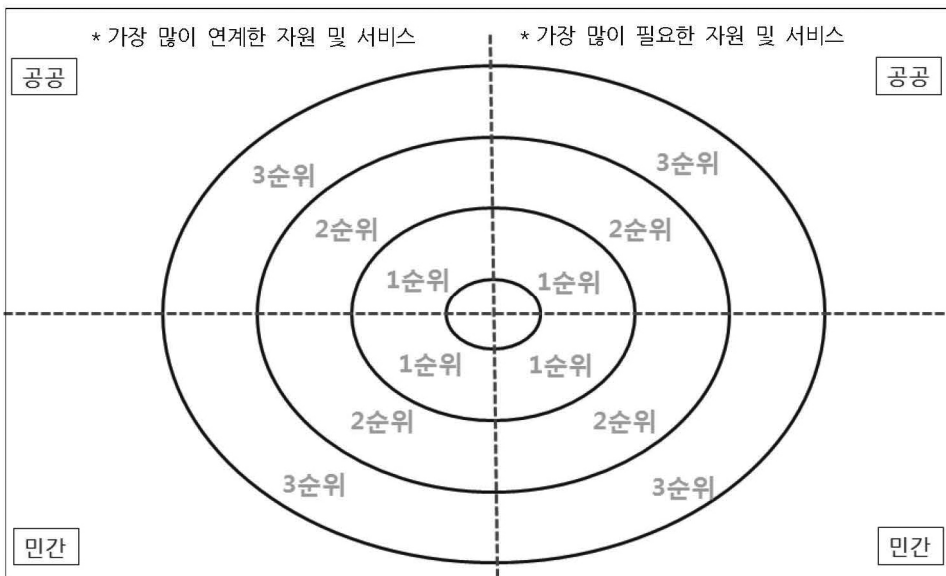 * 가장 많이 연계한 자원 및 서비스
* 가장 많이 필요한 자원 및 서비스
공공
공공
3순위
3순위
2순위
2순위
1순위
1순위
1순위
1순위
2순위
2순위
3순위
3순위
민간
민간